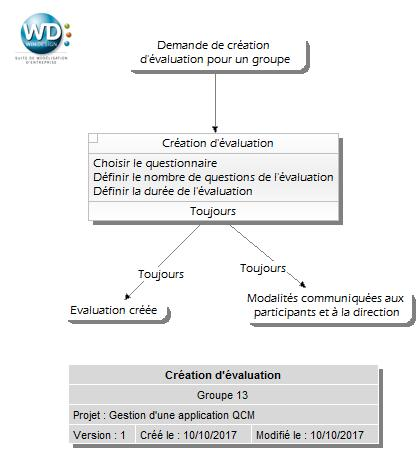 WD:
WIN'DESIGN
SUITE DE MODÉLISATION
D'ENTREPRISE
Demande de création
d'évaluation pour un groupe
Création d'évaluation
Choisir le questionnaire
Définir le nombre de questions de l'évaluation
Définir la durée de l'évaluation
Toujours
Toujours
Toujours
Evaluation créée
Modalités communiquées aux
participants et à la direction
Création d'évaluation
Groupe 13
Projet : Gestion d'une application QCM
Version : 1 Créé le : 10/10/2017 Modifié le : 10/10/2017